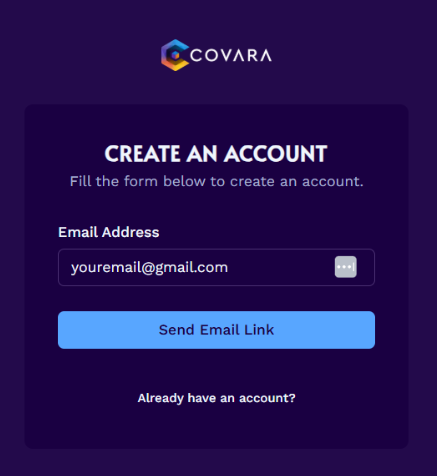 COVARA
CREATE AN ACCOUNT
Fill the form below to create an account.
Email Address
youremail@gmail.com
Send Email Link
Already have an account?